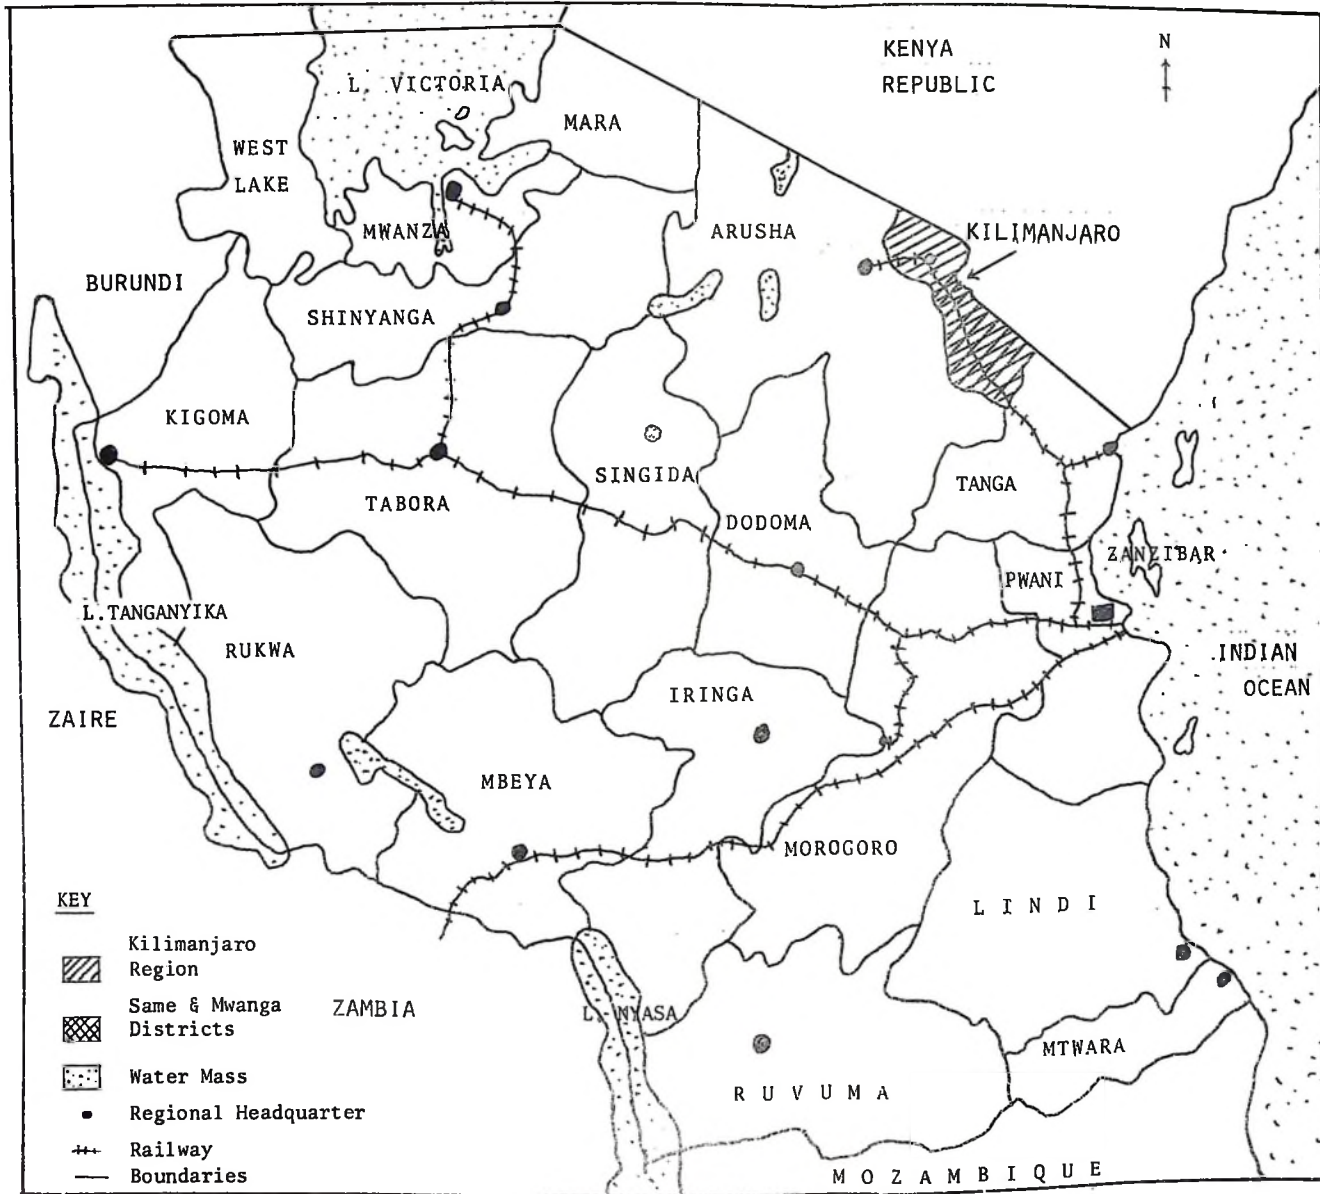 KENYA
REPUBLIC
N
L. VICTORIA
MARA
WEST
LAKE
MWANZA
ARUSHA
KILIMANJARO
BURUNDI
SHINYANGA
KIGOMA
SINGIDA
TANGA
TABORA
DODOMA
ZANZIBAR
PWANI
L.TANGANYIKA
RUKWA
INDIAN
OCEAN
IRINGA
ZAIRE
MBEYA
MOROGORO
LINDI
KEY
Kilimanjaro
Region
Same & Mwanga
Districts
ZAMBIA
L. NYASA
MTWARA
Water Mass
RUVUMA
Regional Headquarter
Railway
Boundaries
MOZAMBIQUE